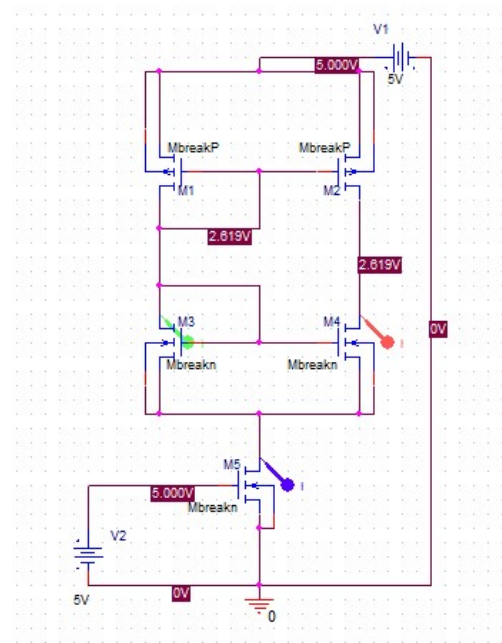 V1
5.000V
5V
MbreakP
MbreakP
M1
M2
2.619V
2.619V
M3
M4
I
I
0V
Mbreakn
Mbreakn
M5
I
5.000V
Mbreakn
V2
5V
0V
0